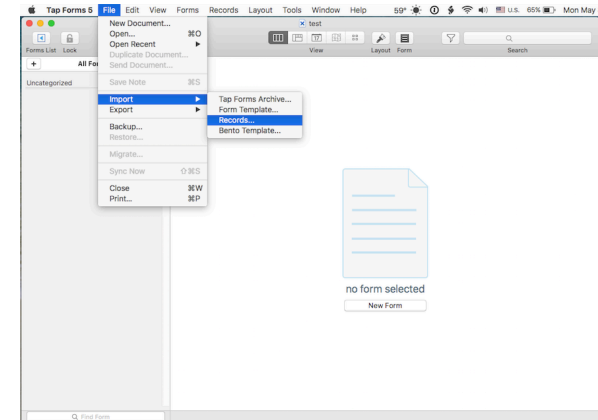 Tap Forms 5 File Edit View Forms Records Layout Tools Window Help 59° U.S. 65% Mon May
test
Forms List Lock View Layout Form Search
+ All For
Uncategorized
New Document...
Open... ⌘O
Open Recent ▶
Duplicate Document...
Send Document...
Save Note ⌘S
Import ▶
Export ▶
Backup...
Restore...
Migrate...
Sync Now ⇧⌘S
Close ⌘W
Print... ⌘P
Tap Forms Archive...
Form Template...
Records...
Bento Template...
no form selected
New Form
Find Form